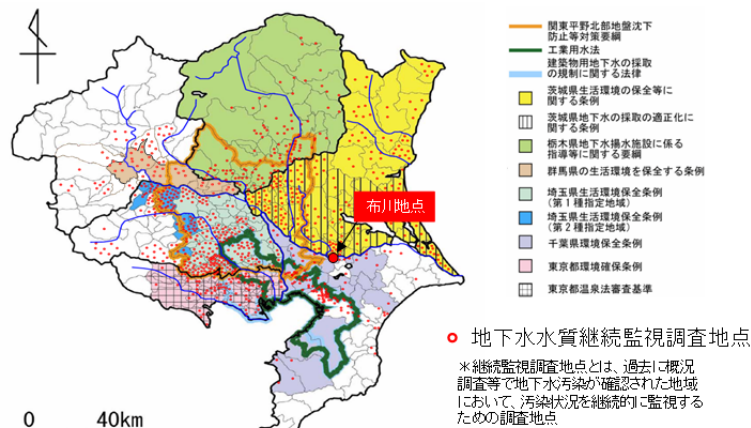 関東平野北部地盤沈下
防止等対策要綱
工業用水法
建築物用地下水の採取
の規制に関する法律
茨城県生活環境の保全等に
関する条例
茨城県地下水の採取の適正化に
関する条例
栃木県地下水揚水施設に係る
指導等に関する要綱
群馬県の生活環境を保全する条例
埼玉県生活環境保全条例
(第1種指定地域)
埼玉県生活環境保全条例
(第2種指定地域)
千葉県環境保全条例
東京都環境確保条例
東京都温泉法審査基準
布川地点
地下水水質継続監視調査地点
*継続監視調査地点とは、過去に概況
調査等で地下水汚染が確認された地域
において、汚染状況を継続的に監視する
ための調査地点
0 40km